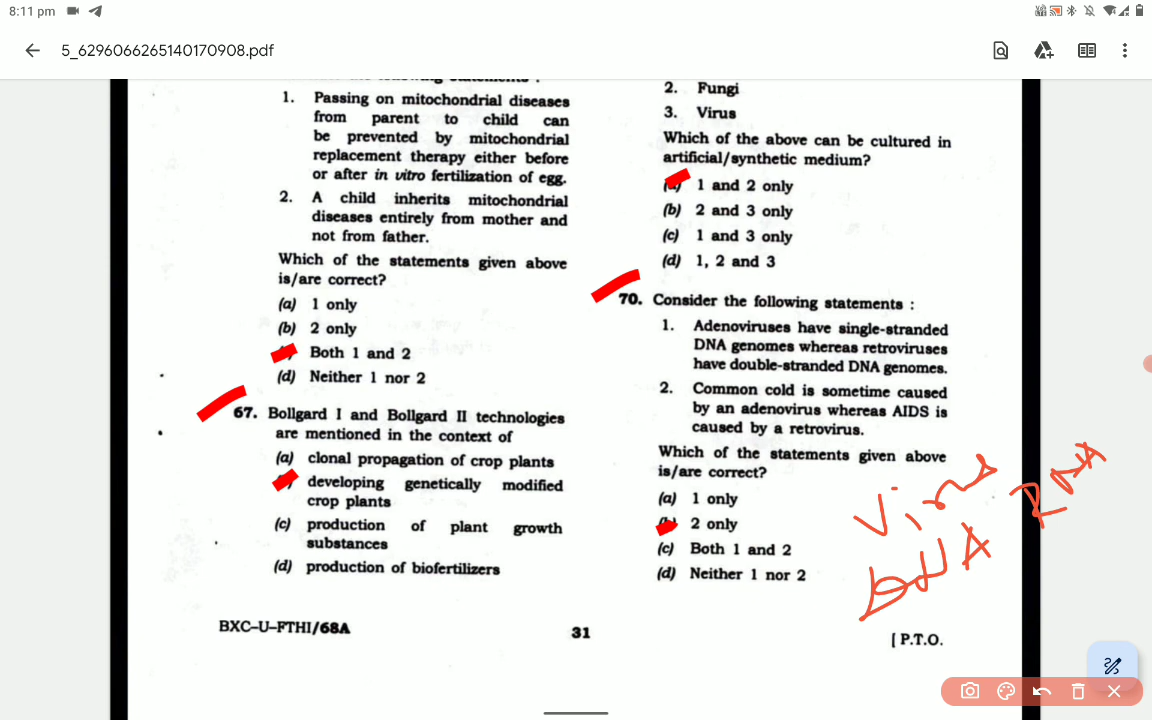 8:11 pm
5_6296066265140170908.pdf
1. Passing on mitochondrial diseases
from parent to child can
be prevented by mitochondrial
replacement therapy either before
or after in vitro fertilization of egg.
2. A child inherits mitochondrial
diseases entirely from mother and
not from father.
Which of the statements given above
is/are correct?
(a) 1 only
(b) 2 only
Both 1 and 2
(d) Neither 1 nor 2
67. Bollgard I and Bollgard II technologies
are mentioned in the context of
(a) clonal propagation of crop plants
developing genetically modified
crop plants
(c) production of plant growth
substances
(d) production of biofertilizers
2. Fungi
3. Virus
Which of the above can be cultured in
artificial/synthetic medium?
1 and 2 only
(b) 2 and 3 only
(c) 1 and 3 only
(d) 1, 2 and 3
70. Consider the following statements :
1. Adenoviruses have single-stranded
DNA genomes whereas retroviruses
have double-stranded DNA genomes.
2. Common cold is sometime caused
by an adenovirus whereas AIDS is
caused by a retrovirus.
Which of the statements given above
is/are correct?
(a) 1 only
2 only
(c) Both 1 and 2
(d) Neither 1 nor 2
Virus
DNA
RNA
BXC-U-FTHI/68A
31
[ P.T.O.